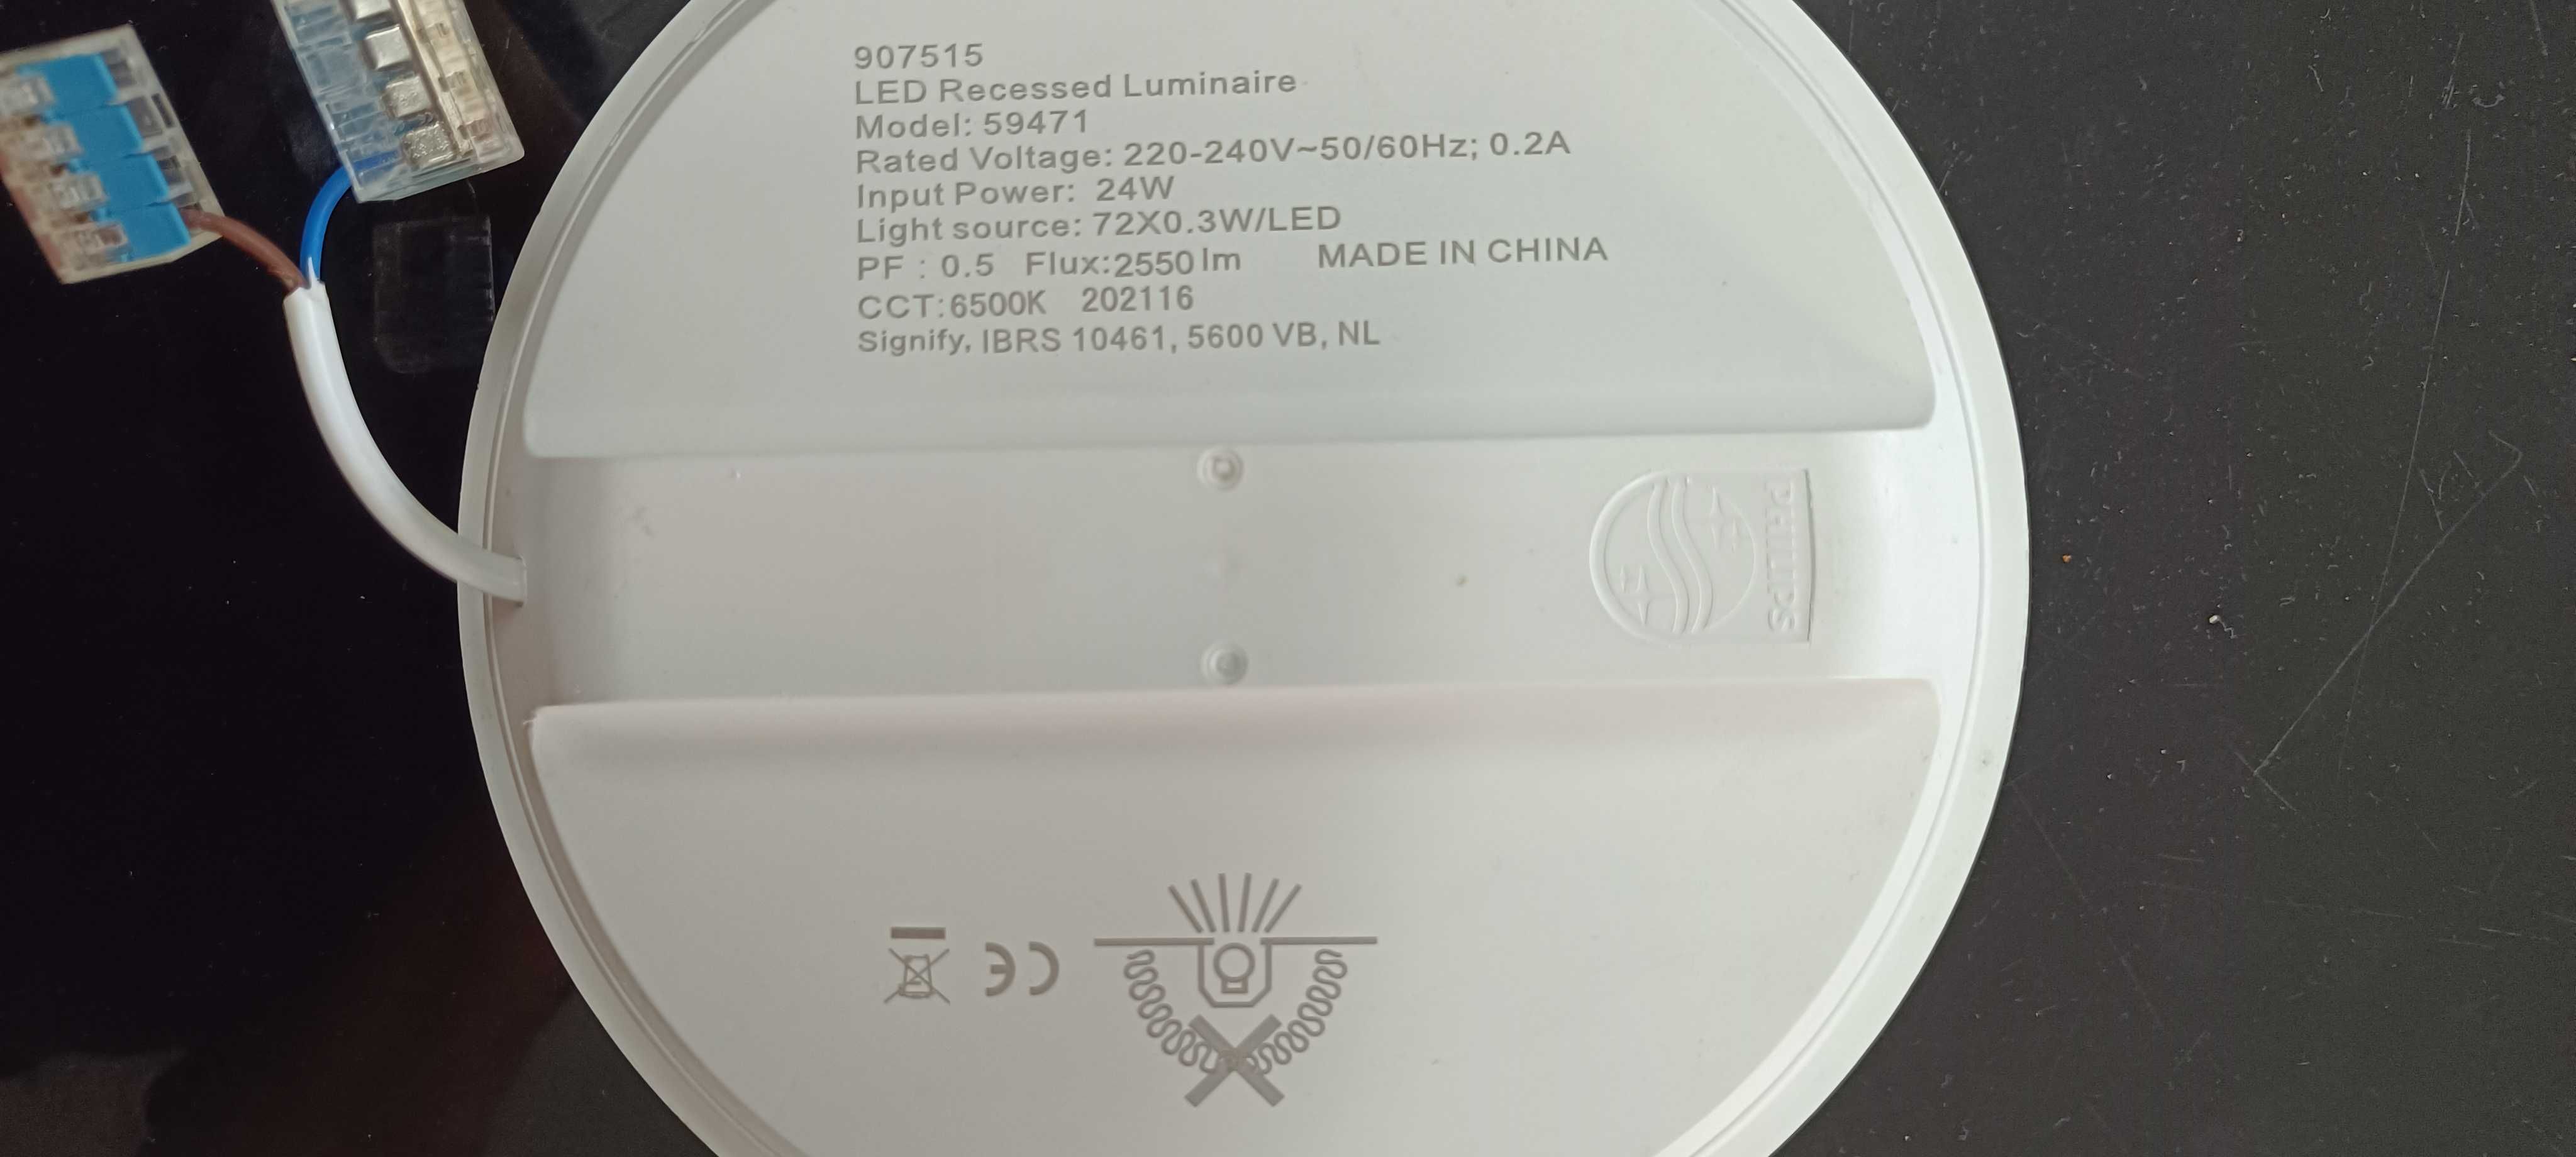 907515
LED Recessed Luminaire
Model: 59471
Rated Voltage: 220-240V~50/60Hz; 0.2A
Input Power: 24W
Light source: 72X0.3W/LED
PF : 0.5 Flux:2550 lm MADE IN CHINA
CCT:6500K 202116
Signify, IBRS 10461, 5600 VB, NL
PHILIPS
CE